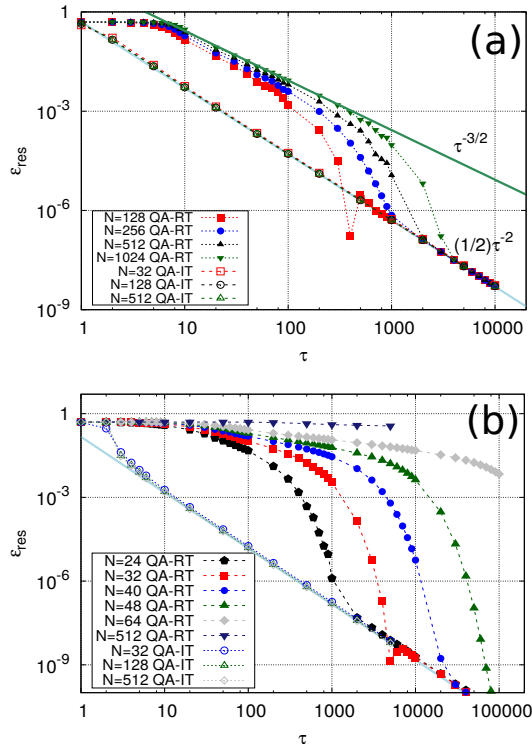 (a)
1
10⁻³
10⁻⁶
10⁻⁹
ε_res
τ^-3/2
(1/2)τ^-2
N=128 QA-RT
N=256 QA-RT
N=512 QA-RT
N=1024 QA-RT
N=32 QA-IT
N=128 QA-IT
N=512 QA-IT
1 10 100 1000 10000
τ
(b)
1
10⁻³
10⁻⁶
10⁻⁹
ε_res
N=24 QA-RT
N=32 QA-RT
N=40 QA-RT
N=48 QA-RT
N=64 QA-RT
N=512 QA-RT
N=32 QA-IT
N=128 QA-IT
N=512 QA-IT
1 10 100 1000 10000 100000
τ